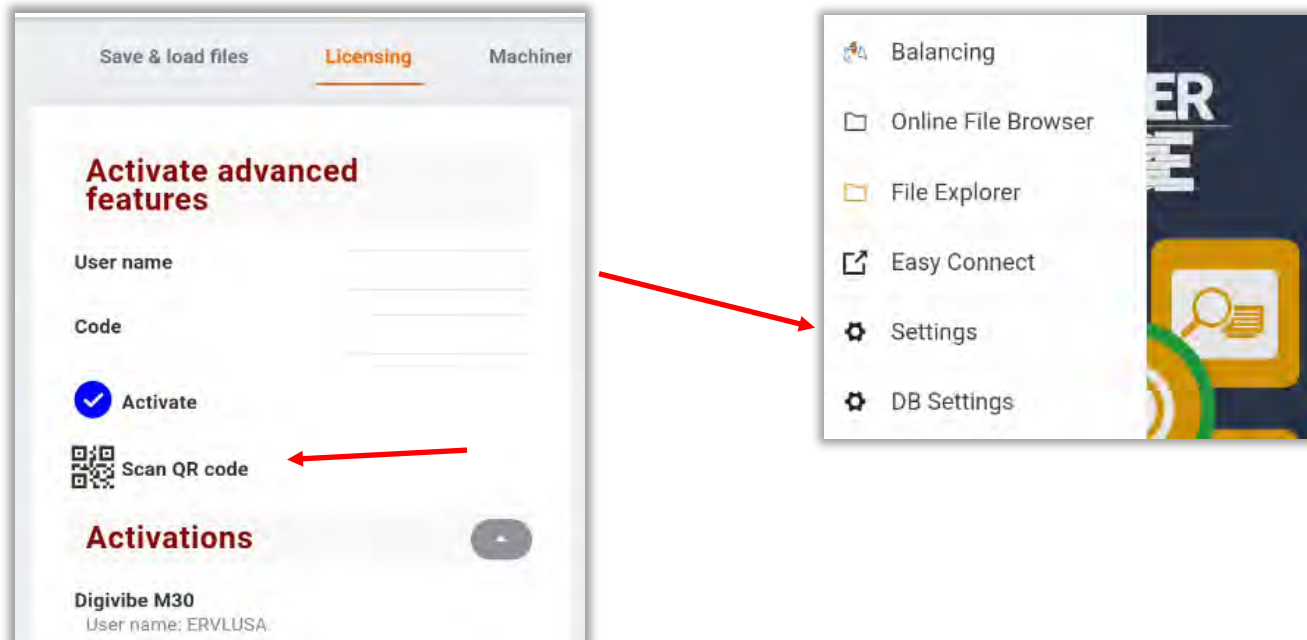 Save & load files Licensing Machiner
Activate advanced
features
User name
Code
Activate
Scan QR code
Activations
Digivibe M30
User name: ERVLUSA
Balancing
Online File Browser
File Explorer
Easy Connect
Settings
DB Settings
ER